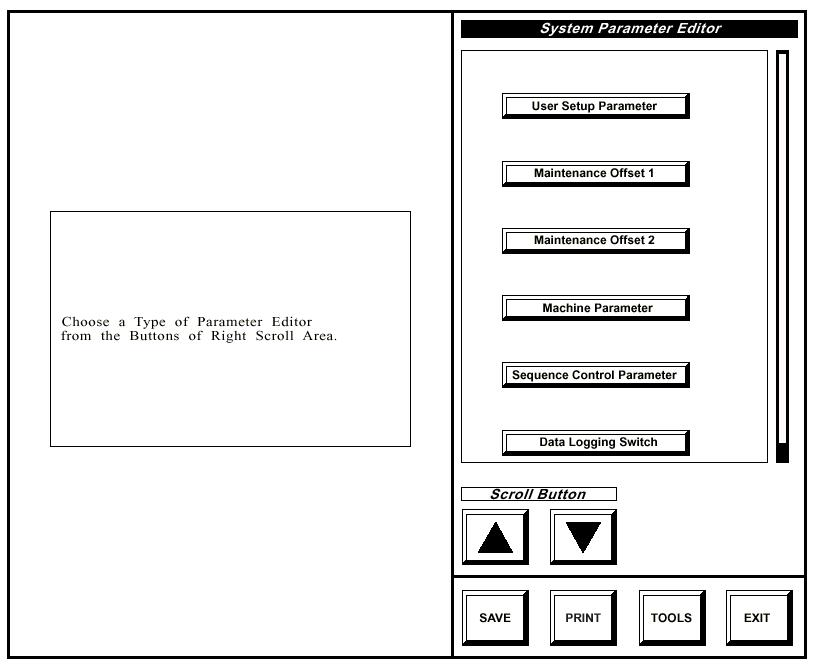 System Parameter Editor
User Setup Parameter
Maintenance Offset 1
Maintenance Offset 2
Machine Parameter
Sequence Control Parameter
Data Logging Switch
Choose a Type of Parameter Editor
from the Buttons of Right Scroll Area.
Scroll Button
SAVE PRINT TOOLS EXIT